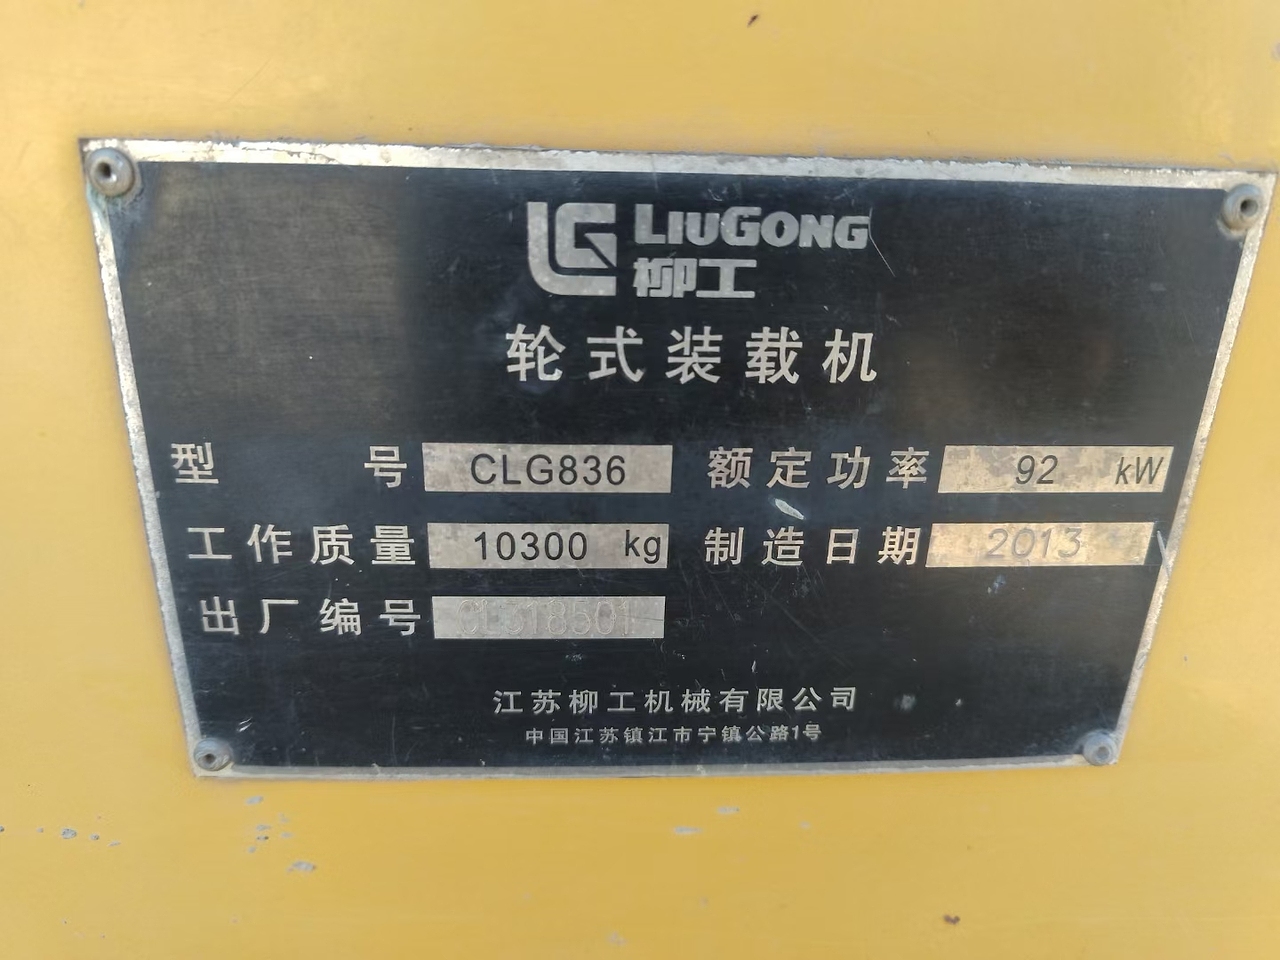 LIUGONG
柳工
轮式装载机
型号 CLG836 额定功率 92 kW
工作质量 10300 kg 制造日期 2013
出厂编号 CL318501
江苏柳工机械有限公司
中国江苏镇江市宁镇公路1号